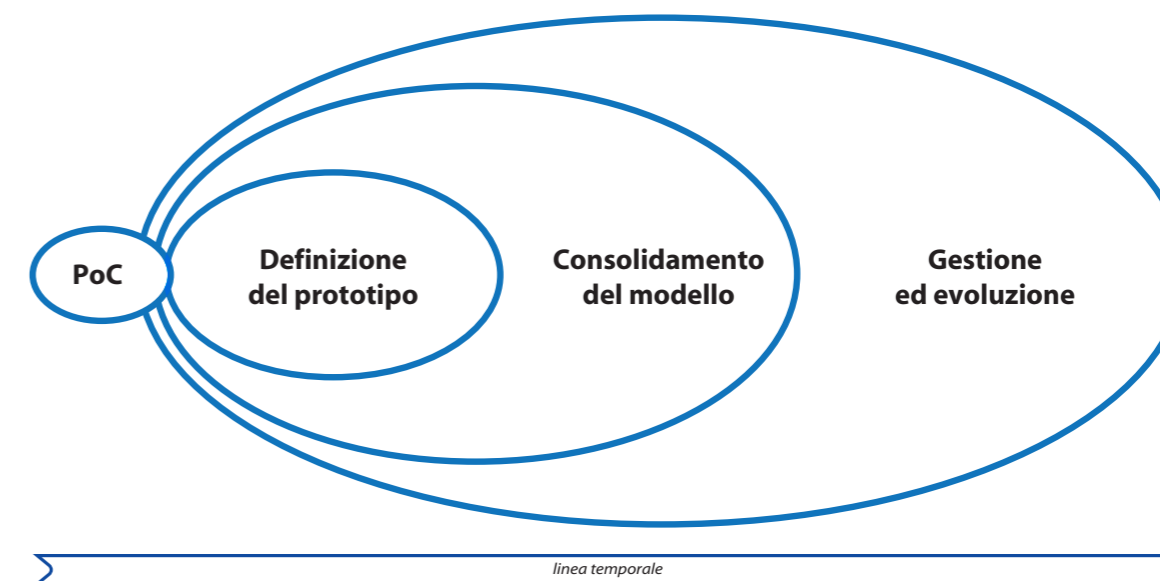 PoC
Definizione
del prototipo
Consolidamento
del modello
Gestione
ed evoluzione
linea temporale